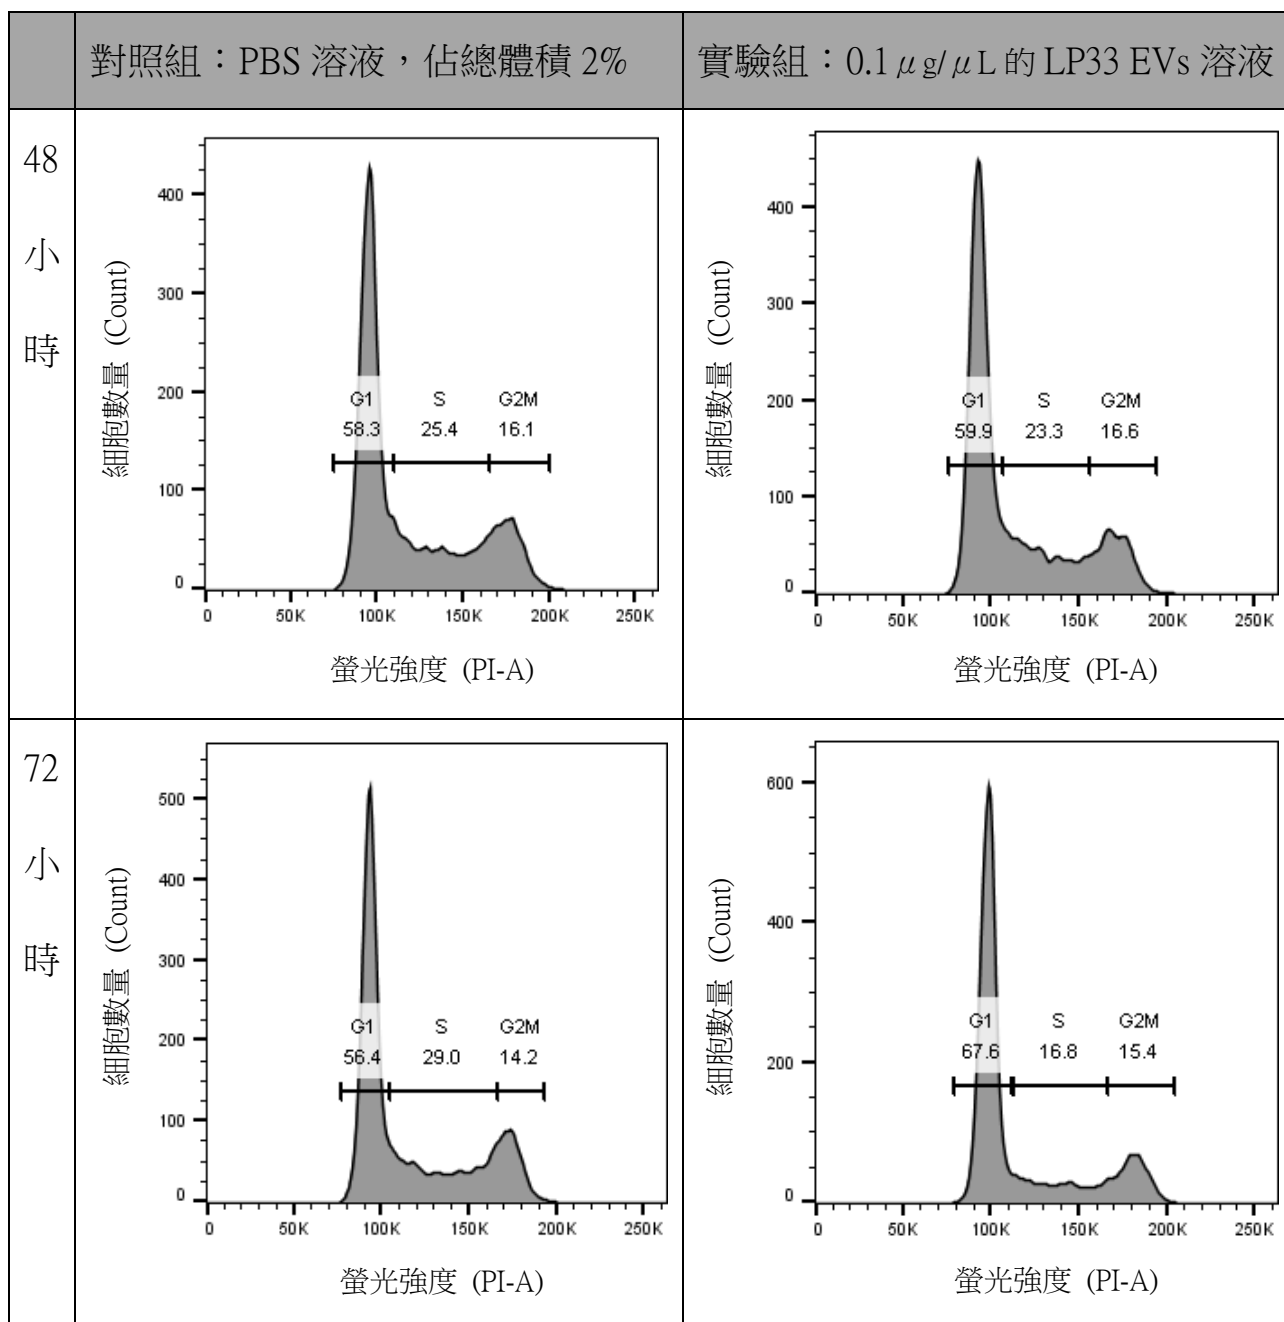 對照組：PBS 溶液，佔總體積 2%
實驗組：0.1μg/μL 的 LP33 EVs 溶液
48
小
時
細胞數量 (Count)
400
300
200
100
0
G1 S G2M
58.3 25.4 16.1
0 50K 100K 150K 200K 250K
螢光強度 (PI-A)
細胞數量 (Count)
400
300
200
100
0
G1 S G2M
59.9 23.3 16.6
0 50K 100K 150K 200K 250K
螢光強度 (PI-A)
72
小
時
細胞數量 (Count)
500
400
300
200
100
0
G1 S G2M
56.4 29.0 14.2
0 50K 100K 150K 200K 250K
螢光強度 (PI-A)
細胞數量 (Count)
600
400
200
0
G1 S G2M
67.6 16.8 15.4
0 50K 100K 150K 200K 250K
螢光強度 (PI-A)